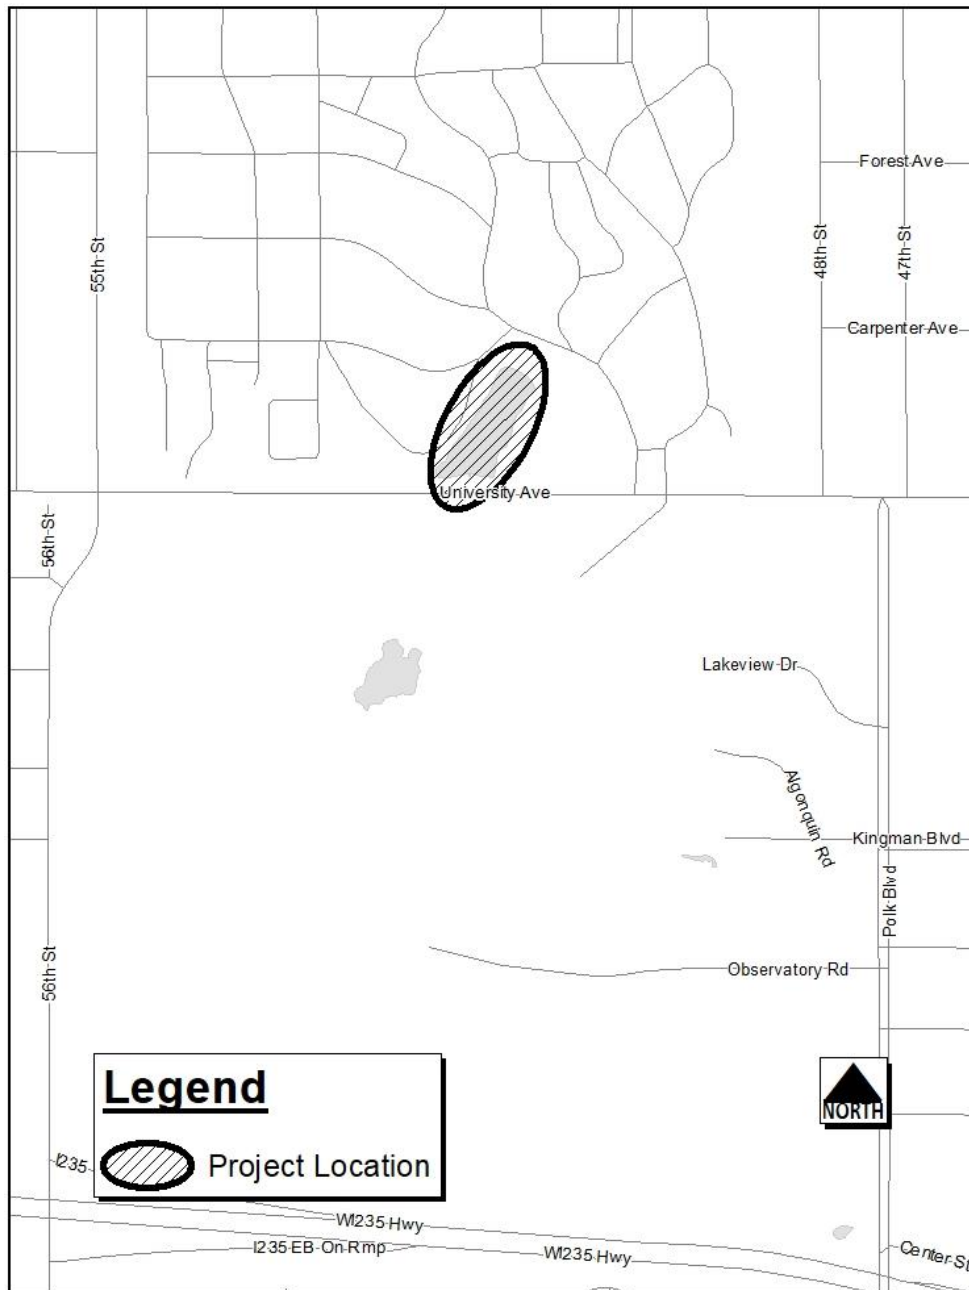 Forest Ave
55th St
48th St
47th St
Carpenter Ave
University Ave
56th St
Lakeview Dr
Algonquin Rd
Kingman Blvd
Polk Blvd
56th St
Observatory Rd
Legend
NORTH
Project Location
I235
WI235 Hwy
I235 EB On Rmp
WI235 Hwy
Center St